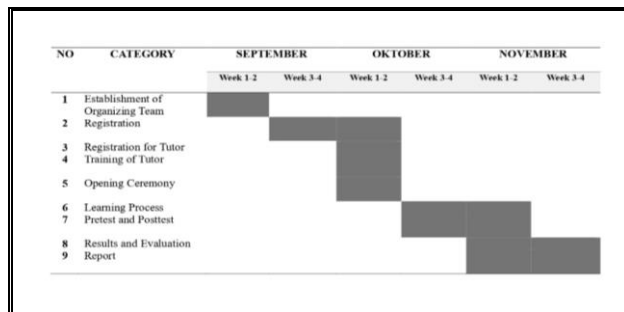 NO CATEGORY SEPTEMBER OKTOBER NOVEMBER
Week 1-2 Week 3-4 Week 1-2 Week 3-4 Week 1-2 Week 3-4
1 Establishment of
Organizing Team
2 Registration
3 Registration for Tutor
4 Training of Tutor
5 Opening Ceremony
6 Learning Process
7 Pretest and Posttest
8 Results and Evaluation
9 Report